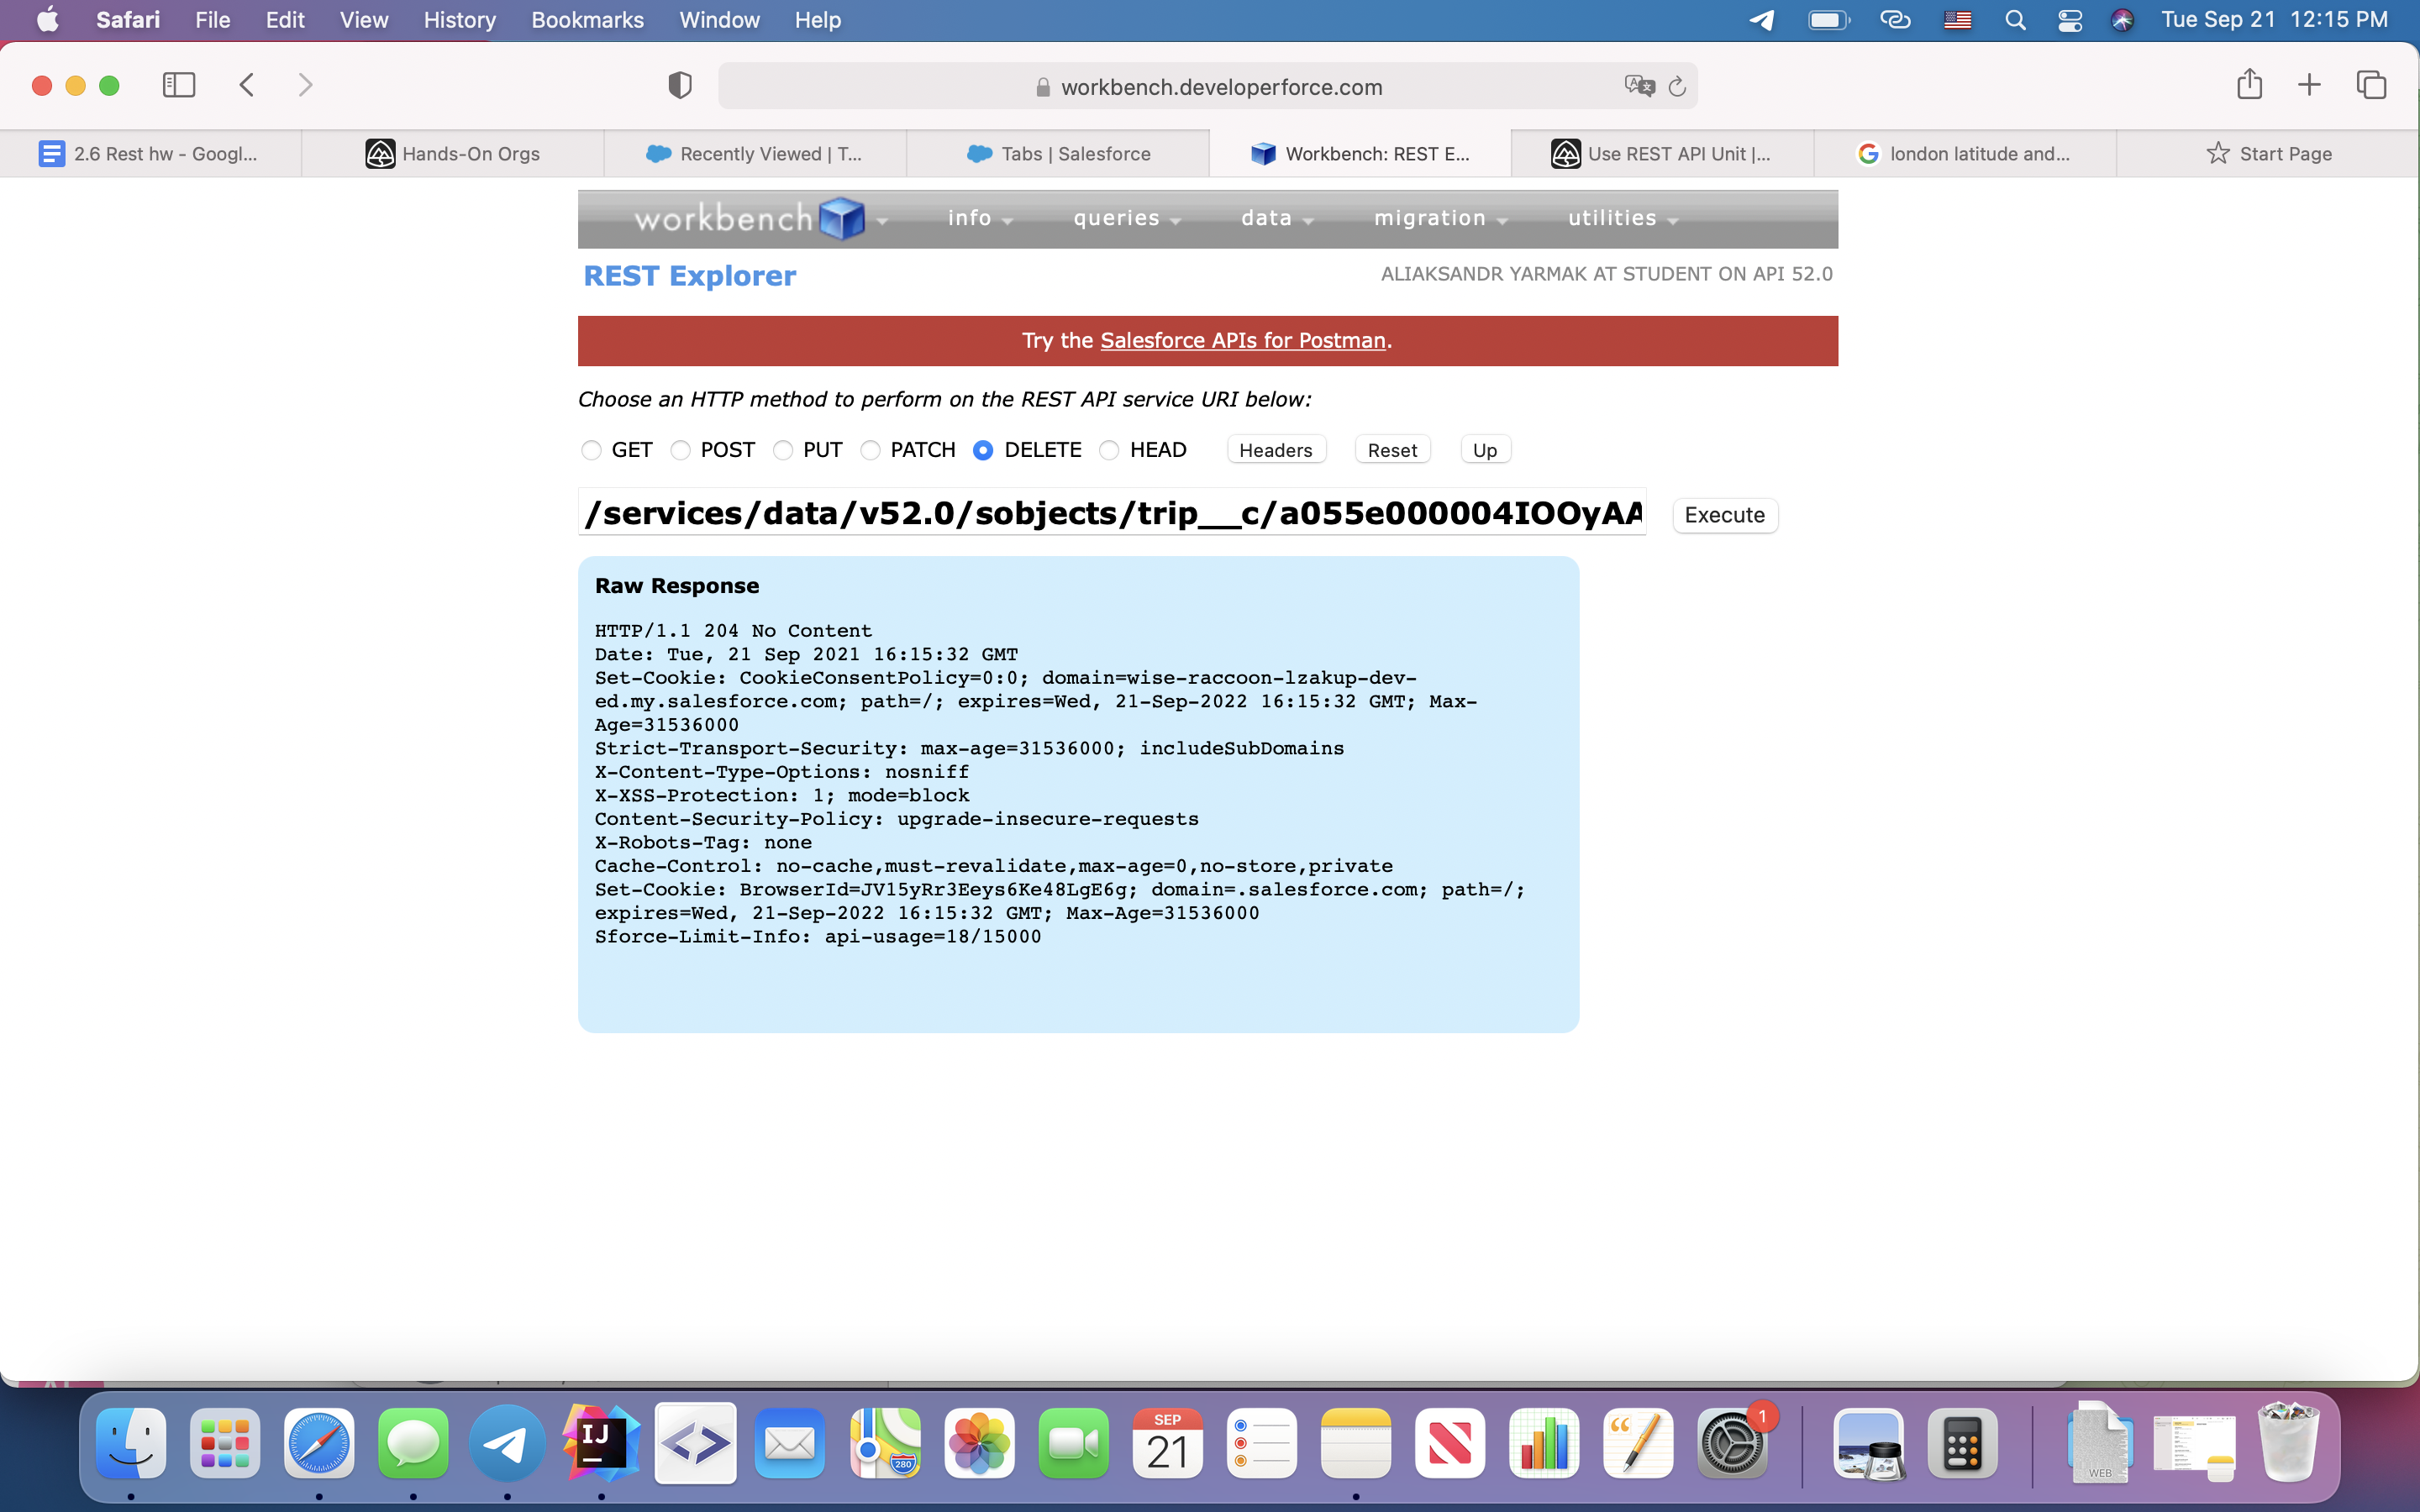 Safari File Edit View History Bookmarks Window Help Tue Sep 21 12:15 PM
workbench.developerforce.com
2.6 Rest hw - Googl... Hands-On Orgs Recently Viewed | T... Tabs | Salesforce Workbench: REST E... Use REST API Unit |... london latitude and... Start Page
workbench info queries data migration utilities
REST Explorer ALIAKSANDR YARMAK AT STUDENT ON API 52.0
Try the Salesforce APIs for Postman.
Choose an HTTP method to perform on the REST API service URI below:
GET POST PUT PATCH DELETE HEAD Headers Reset Up
/services/data/v52.0/sobjects/trip__c/a055e000004IOOyAA Execute
Raw Response
HTTP/1.1 204 No Content
Date: Tue, 21 Sep 2021 16:15:32 GMT
Set-Cookie: CookieConsentPolicy=0:0; domain=wise-raccoon-lzakup-dev-
ed.my.salesforce.com; path=/; expires=Wed, 21-Sep-2022 16:15:32 GMT; Max-
Age=31536000
Strict-Transport-Security: max-age=31536000; includeSubDomains
X-Content-Type-Options: nosniff
X-XSS-Protection: 1; mode=block
Content-Security-Policy: upgrade-insecure-requests
X-Robots-Tag: none
Cache-Control: no-cache,must-revalidate,max-age=0,no-store,private
Set-Cookie: BrowserId=JV15yRr3Eeys6Ke48LgE6g; domain=.salesforce.com; path=/;
expires=Wed, 21-Sep-2022 16:15:32 GMT; Max-Age=31536000
Sforce-Limit-Info: api-usage=18/15000
IJ
280
SEP
21
1
WEB